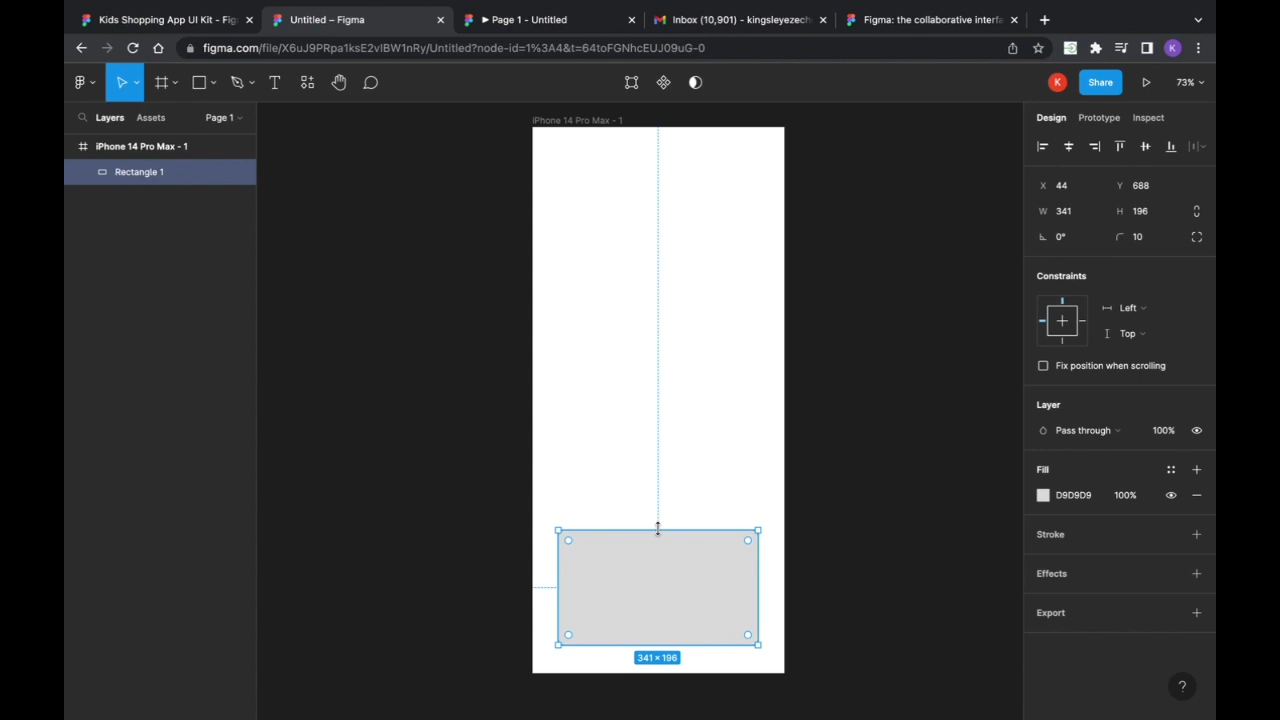 Kids Shopping App UI Kit - Fig
Untitled – Figma
Page 1 - Untitled
Inbox (10,901) - kingsleyezech
Figma: the collaborative interfa
figma.com/file/X6uJ9PRpa1ksE2vIBW1nRy/Untitled?node-id=1%3A4&t=64toFGNhcEUJ09uG-0
K
K
Share
73%
Layers
Assets
Page 1
iPhone 14 Pro Max - 1
Rectangle 1
iPhone 14 Pro Max - 1
341 × 196
Design
Prototype
Inspect
X 44
Y 688
W 341
H 196
0°
10
Constraints
Left
Top
Fix position when scrolling
Layer
Pass through
100%
Fill
D9D9D9
100%
Stroke
Effects
Export
?